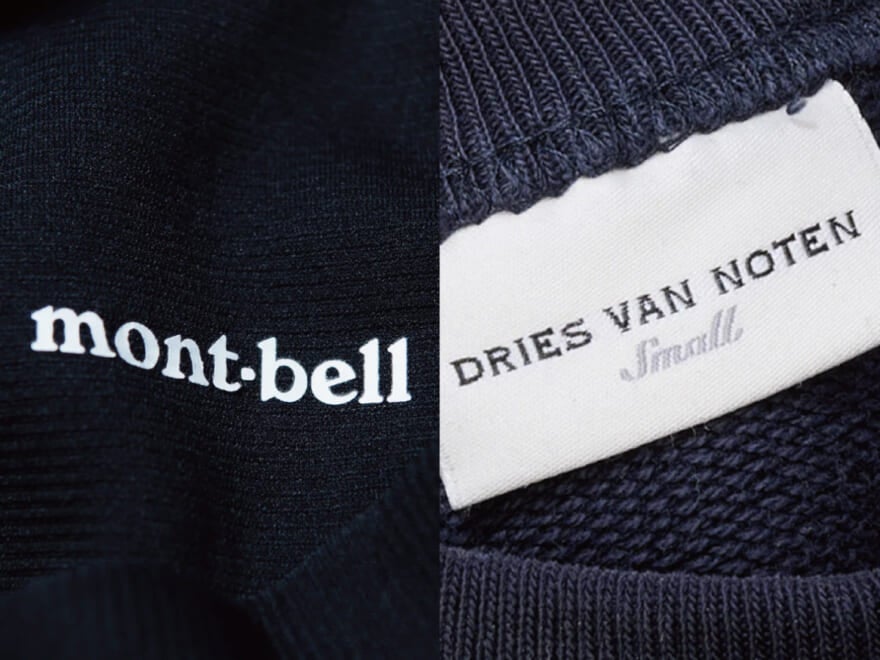 mont-bell
DRIES VAN NOTEN
Small